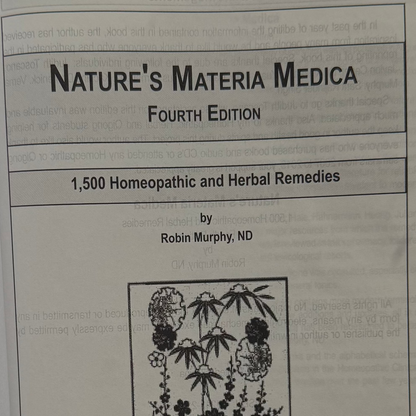 NATURE'S MATERIA MEDICA
FOURTH EDITION
1,500 Homeopathic and Herbal Remedies
by
Robin Murphy, ND